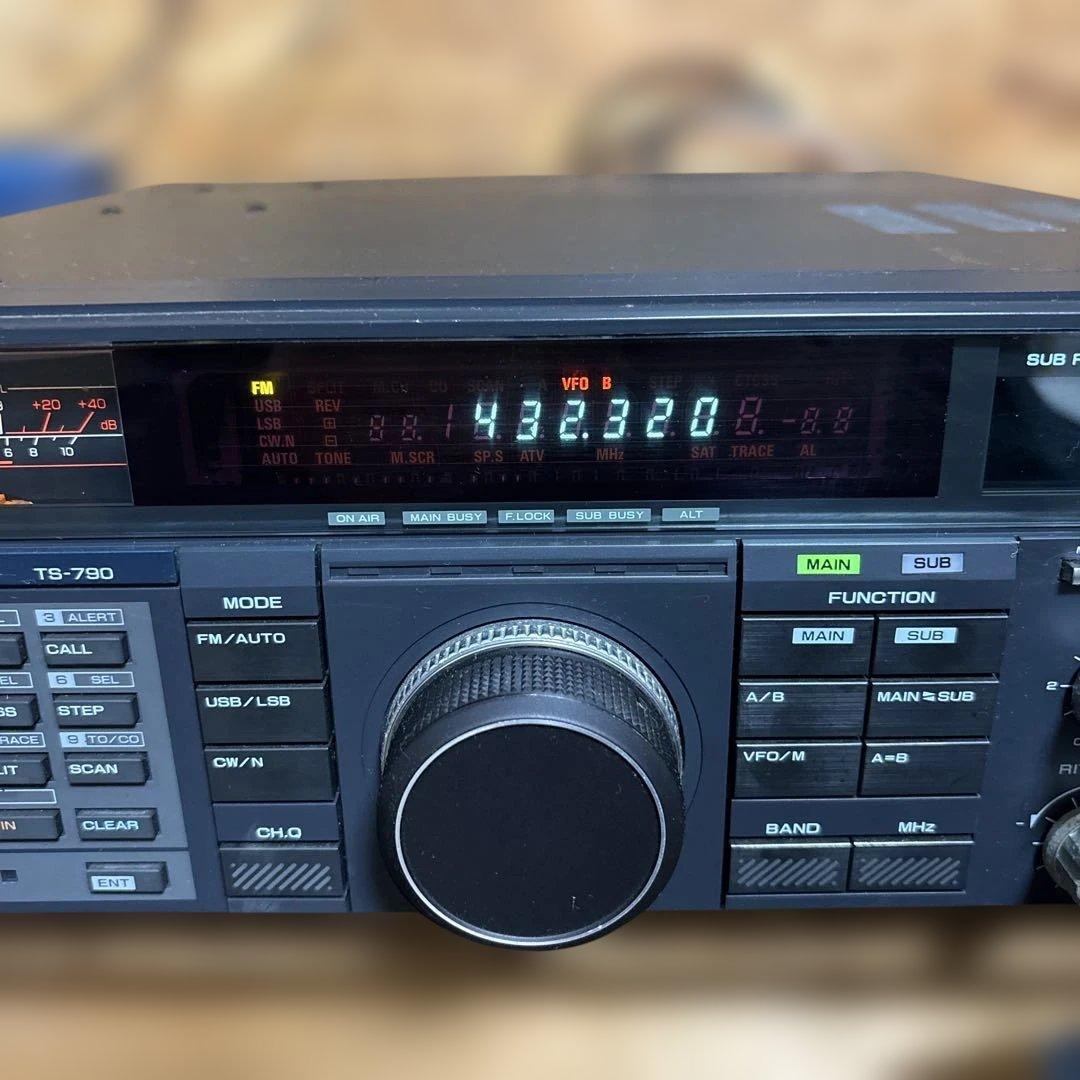 SUB
+20 +40
dB
6 8 10
FM
VFO B
USB REV
LSB
CW.N
AUTO TONE M.SCR SP.S ATV MHz SAT TRACE AL
432.320
ON AIR MAIN BUSY F.LOCK SUB BUSY ALT
TS-790
MODE
MAIN SUB
FUNCTION
3 ALERT
CALL
FM/AUTO
MAIN SUB
6 SEL
STEP
USB/LSB
A/B MAIN⇆SUB
2
9 TO/CO
SCAN
CW/N
VFO/M A=B
CLEAR
CH.Q
BAND MHz
ENT